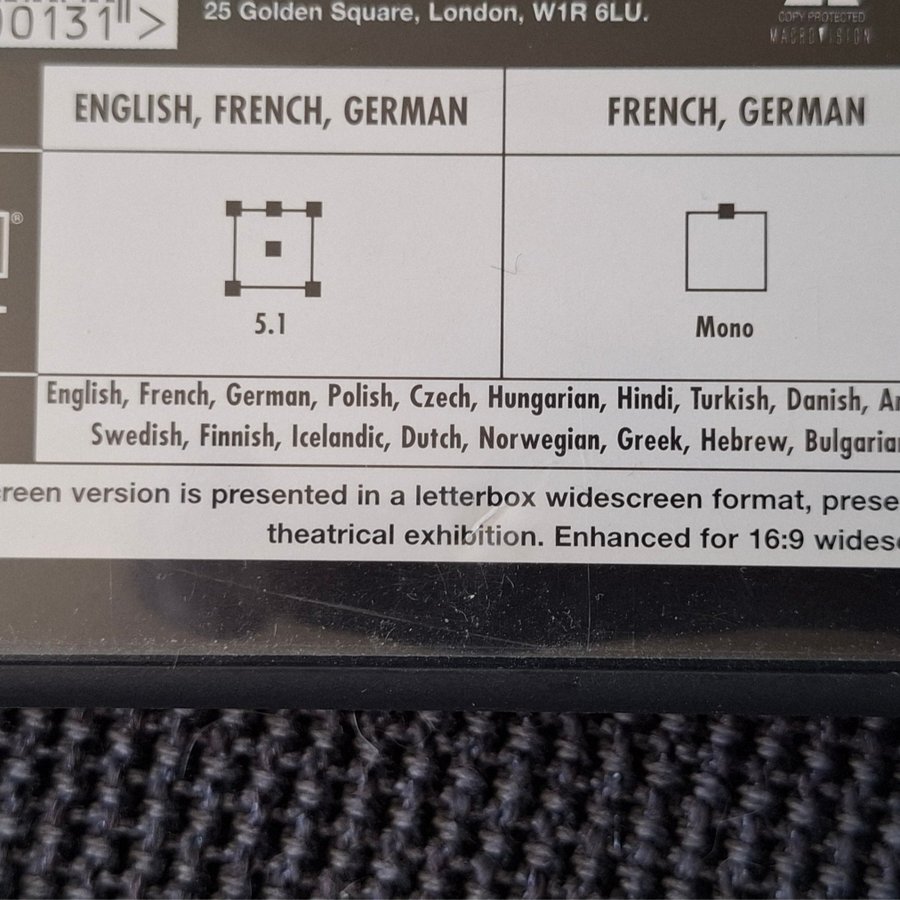 25 Golden Square, London, W1R 6LU.
00131">
COPY PROTECTED
MACROVISION
ENGLISH, FRENCH, GERMAN
FRENCH, GERMAN
®
5.1
Mono
English, French, German, Polish, Czech, Hungarian, Hindi, Turkish, Danish,
Swedish, Finnish, Icelandic, Dutch, Norwegian, Greek, Hebrew,
version is presented in a letterbox widescreen format,
theatrical exhibition. Enhanced for 16:9